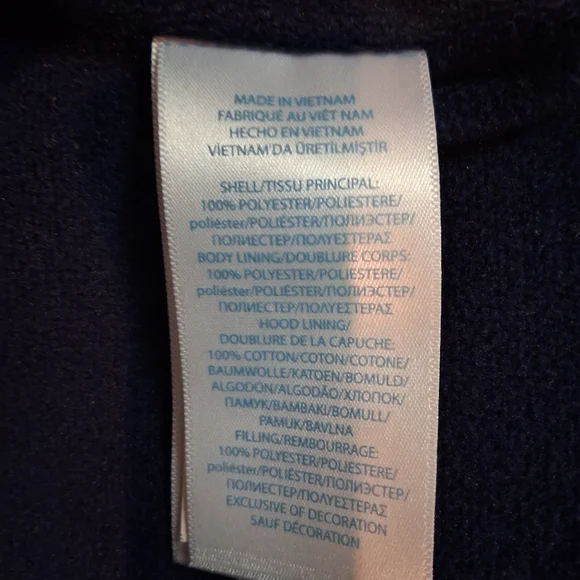 MADE IN VIETNAM
FABRIQUÉ AU VIÊT NAM
HECHO EN VIETNAM
VİETNAM'DA ÜRETİLMİŞTİR
SHELL/TISSU PRINCIPAL:
100% POLYESTER/POLIESTERE/
poliéster/POLIÉSTER/ПОЛИЭСТЕР/
ПОЛИЕСТЕР/ΠΟΛΥΕΣΤΕΡΑΣ
BODY LINING/DOUBLURE CORPS:
100% POLYESTER/POLIESTERE/
poliéster/POLIÉSTER/ПОЛИЭСТЕР/
ПОЛИЕСТЕР/ΠΟΛΥΕΣΤΕΡΑΣ
HOOD LINING/
DOUBLURE DE LA CAPUCHE:
100% COTTON/COTON/COTONE/
BAUMWOLLE/KATOEN/BOMULD/
ALGODÓN/ALGODÃO/ХЛОПОК/
ПАМУК/ΒΑΜΒΑΚΙ/BOMULL/
PAMUK/BAVLNA
FILLING/REMBOURRAGE:
100% POLYESTER/POLIESTERE/
poliéster/POLIÉSTER/ПОЛИЭСТЕР/
ПОЛИЕСТЕР/ΠΟΛΥΕΣΤΕΡΑΣ
EXCLUSIVE OF DECORATION
SAUF DÉCORATION